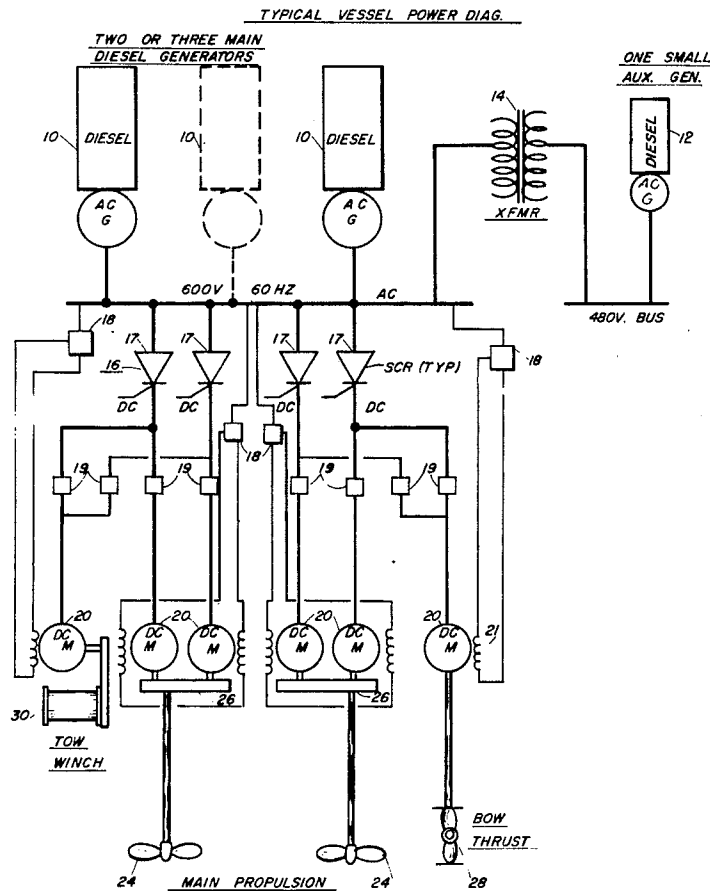 TYPICAL VESSEL POWER DIAG.
TWO OR THREE MAIN
DIESEL GENERATORS
ONE SMALL
AUX. GEN.
10
DIESEL
10
10
DIESEL
14
DIESEL
12
AC
G
AC
G
XFMR
AC
G
600V
60 HZ
AC
480V. BUS
18
17
17
17
17
18
16
SCR (TYP)
DC
DC
DC
DC
18
19
19
19
19
20
DC
M
20
DC
M
DC
M
20
DC
M
DC
M
20
DC
M
21
26
26
30
TOW
WINCH
BOW
THRUST
24
MAIN PROPULSION
24
28